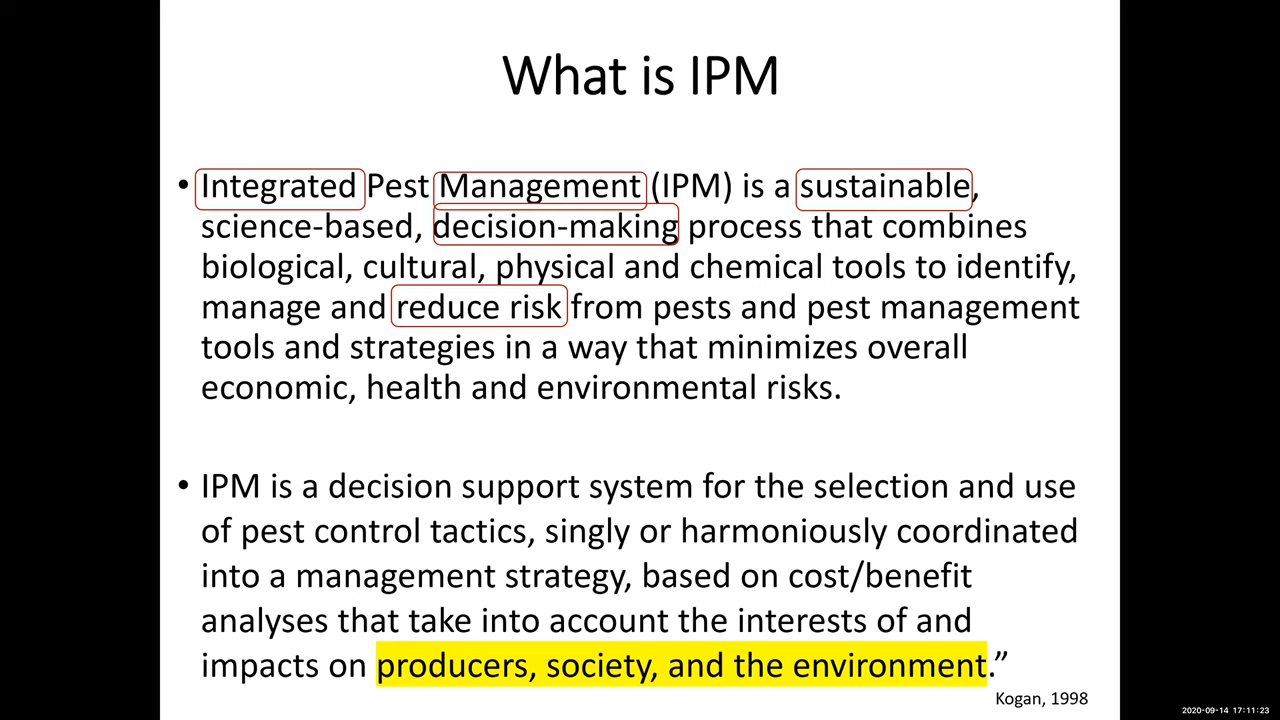 What is IPM
• Integrated Pest Management (IPM) is a sustainable,
science-based, decision-making process that combines
biological, cultural, physical and chemical tools to identify,
manage and reduce risk from pests and pest management
tools and strategies in a way that minimizes overall
economic, health and environmental risks.
• IPM is a decision support system for the selection and use
of pest control tactics, singly or harmoniously coordinated
into a management strategy, based on cost/benefit
analyses that take into account the interests of and
impacts on producers, society, and the environment.”
Kogan, 1998
2020-09-14 17:11:23